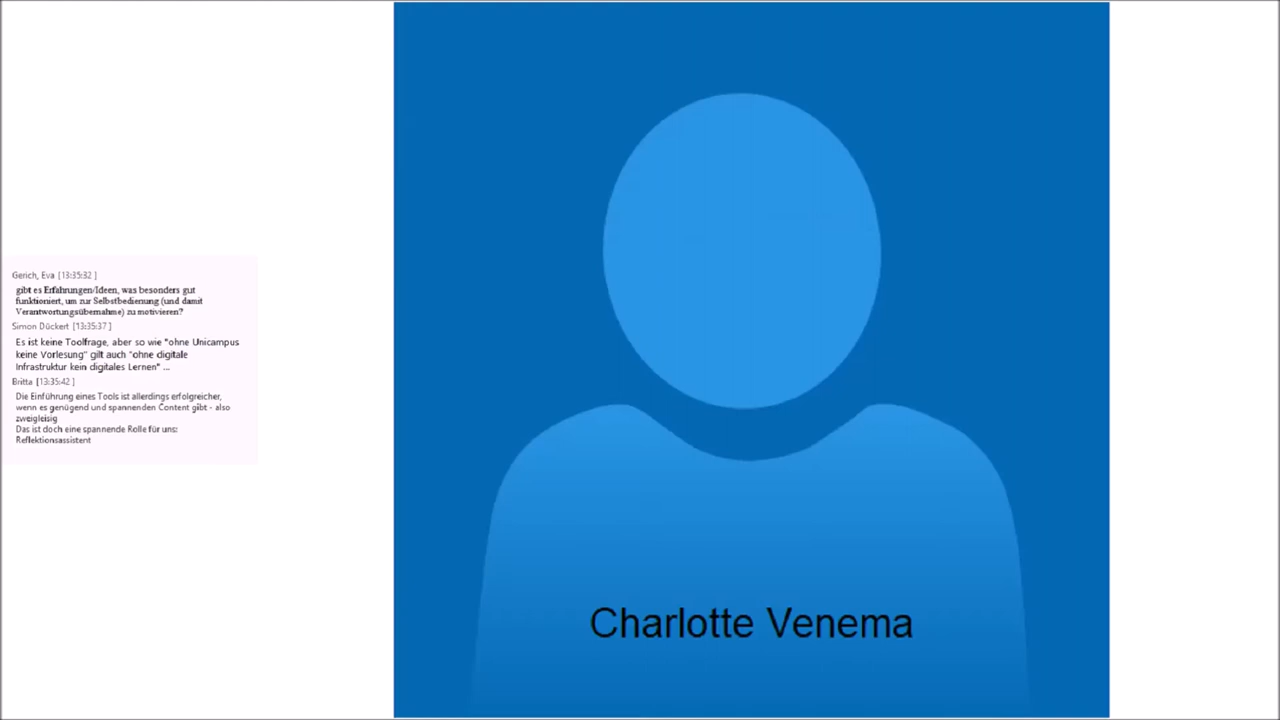 Gerich, Eva [13:35:32 ]
gibt es Erfahrungen/Ideen, was besonders gut
funktioniert, um zur Selbstbedienung (und damit
Verantwortungsübernahme) zu motivieren?
Simon Dückert [13:35:37 ]
Es ist keine Toolfrage, aber so wie "ohne Unicampus
keine Vorlesung" gilt auch "ohne digitale
Infrastruktur kein digitales Lernen" ...
Britta [13:35:42 ]
Die Einführung eines Tools ist allerdings erfolgreicher,
wenn es genügend und spannenden Content gibt - also
zweigleisig
Das ist doch eine spannende Rolle für uns:
Reflektionsassistent
Charlotte Venema